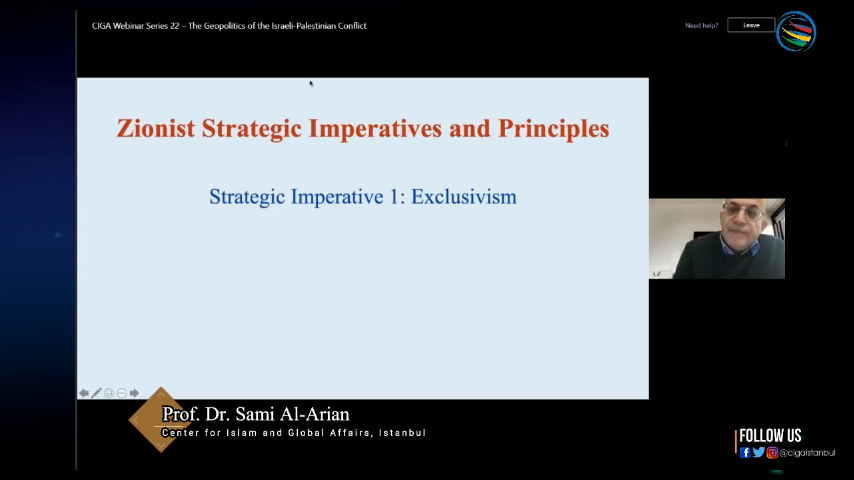 CIGA Webinar Series 22 – The Geopolitics of the Israeli-Palestinian Conflict
Need help?
Leave
Zionist Strategic Imperatives and Principles
Strategic Imperative 1: Exclusivism
Prof. Dr. Sami Al-Arian
Center for Islam and Global Affairs, Istanbul
FOLLOW US
@cigaistanbul